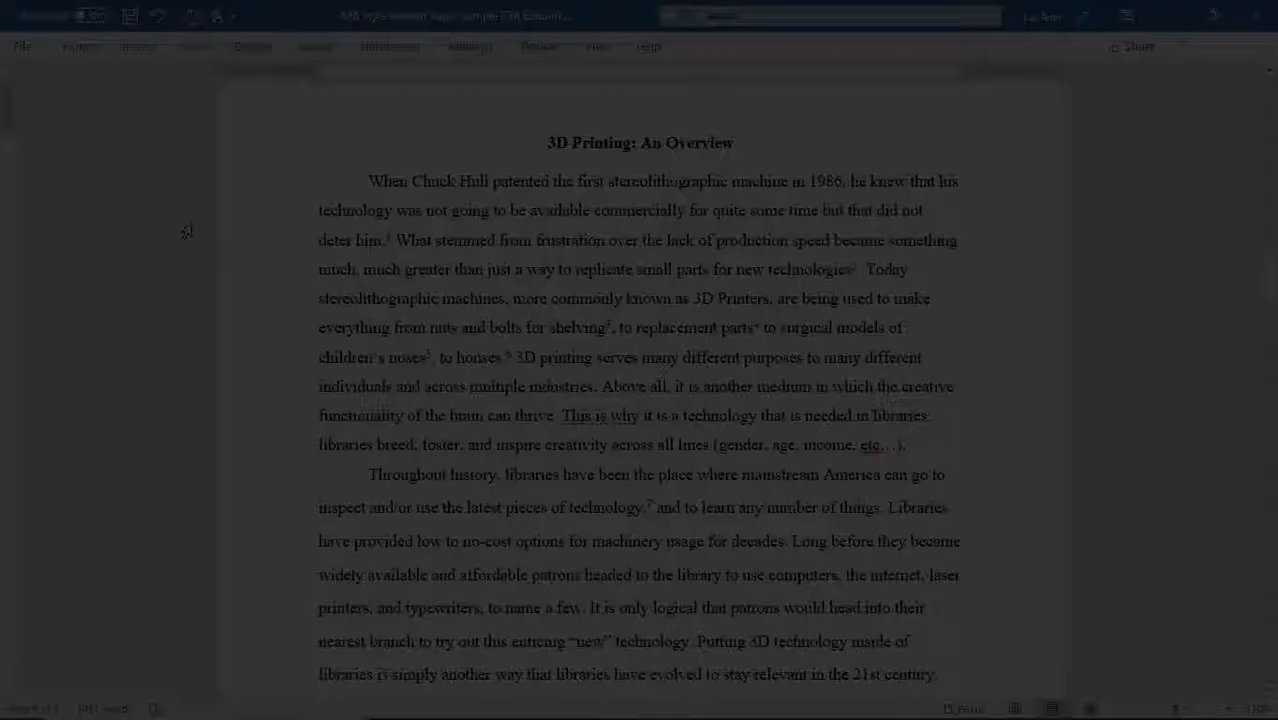 File Help Share
3D Printing: An Overview
When Chuck Hull patented the first stereolithographic machine in 1986, he knew that his
technology was not going to be available commercially for quite some time but that did not
deter him.¹ What stemmed from frustration over the lack of production speed became something
much, much greater than just a way to replicate small parts for new technologies Today
stereolithographic machines, more commonly known as 3D Printers, are being used to make
everything from nuts and bolts for shelving³, to replacement parts⁴ to surgical models of
children's noses⁵, to houses.⁶ 3D printing serves many different purposes to many different
individuals and across multiple industries. Above all, it is another medium in which the creative
functionality of the brain can thrive. This is why it is a technology that is needed in libraries:
libraries breed, foster, and inspire creativity across all lines (gender, age, income, etc…).
Throughout history, libraries have been the place where mainstream America can go to
inspect and/or use the latest pieces of technology,⁷ and to learn any number of things. Libraries
have provided low to no-cost options for machinery usage for decades. Long before they became
widely available and affordable patrons headed to the library to use computers, the internet, laser
printers, and typewriters, to name a few. It is only logical that patrons would head into their
nearest branch to try out this enticing “new” technology. Putting 3D technology inside of
libraries is simply another way that libraries have evolved to stay relevant in the 21st century.